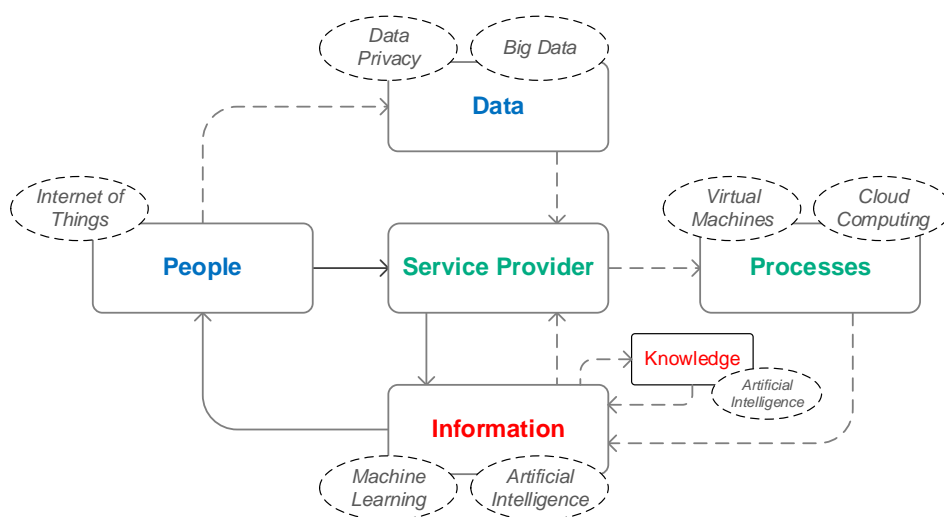 Data
Privacy
Big Data
Data
Internet of
Things
Virtual
Machines
Cloud
Computing
People
Service Provider
Processes
Knowledge
Artificial
Intelligence
Information
Machine
Learning
Artificial
Intelligence